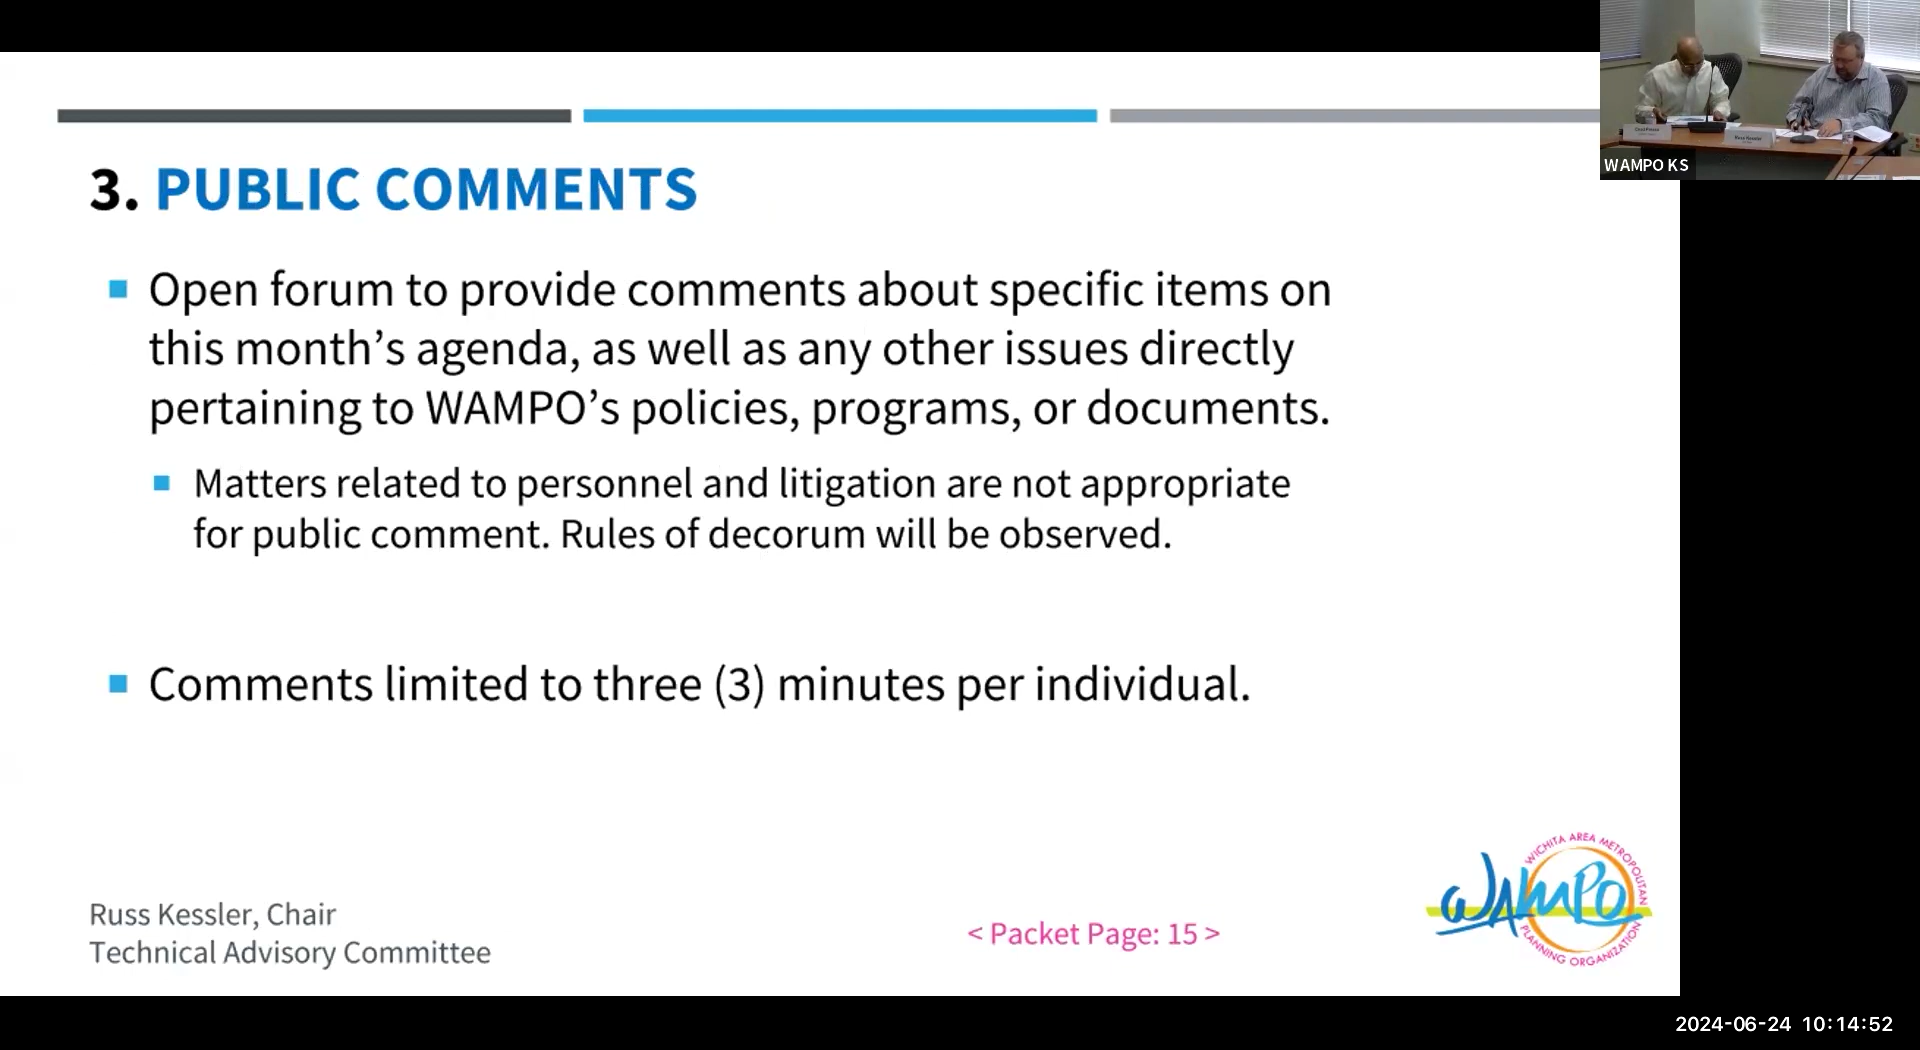 3. PUBLIC COMMENTS
Open forum to provide comments about specific items on
this month’s agenda, as well as any other issues directly
pertaining to WAMPO’s policies, programs, or documents.
Matters related to personnel and litigation are not appropriate
for public comment. Rules of decorum will be observed.
Comments limited to three (3) minutes per individual.
Russ Kessler, Chair
Technical Advisory Committee
< Packet Page: 15 >
WICHITA AREA METROPOLITAN
WAMPO
PLANNING ORGANIZATION
WAMPO KS
Russ Kessler
2024-06-24 10:14:52